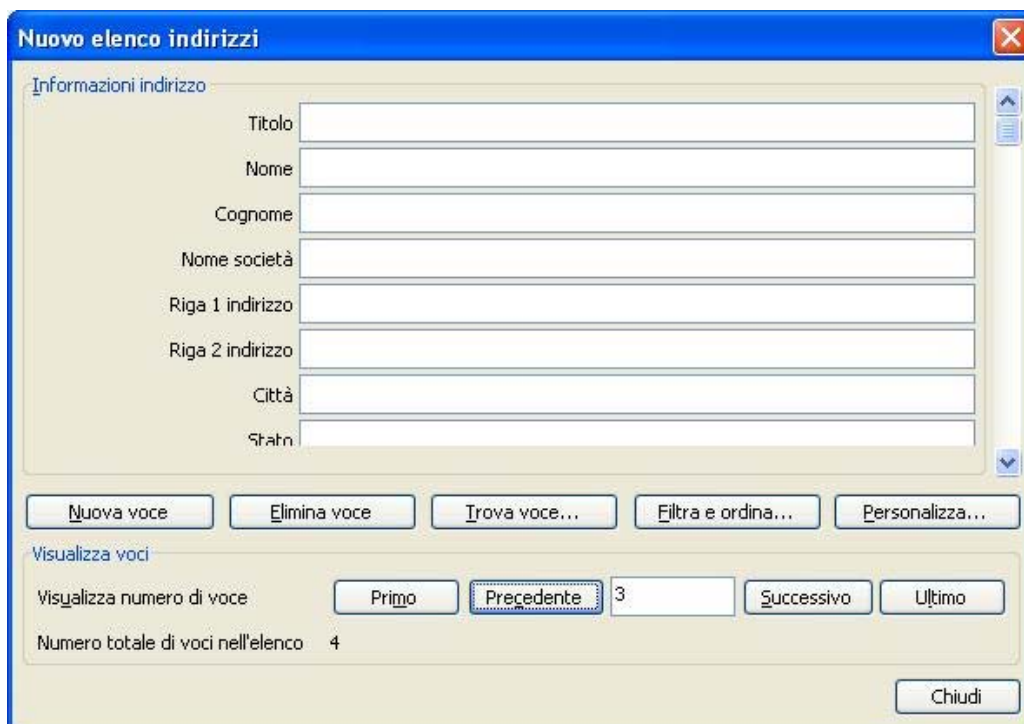 Nuovo elenco indirizzi
Informazioni indirizzo
Titolo
Nome
Cognome
Nome società
Riga 1 indirizzo
Riga 2 indirizzo
Città
Stato
Nuova voce Elimina voce Trova voce... Filtra e ordina... Personalizza...
Visualizza voci
Visualizza numero di voce Primo Precedente 3 Successivo Ultimo
Numero totale di voci nell'elenco 4
Chiudi